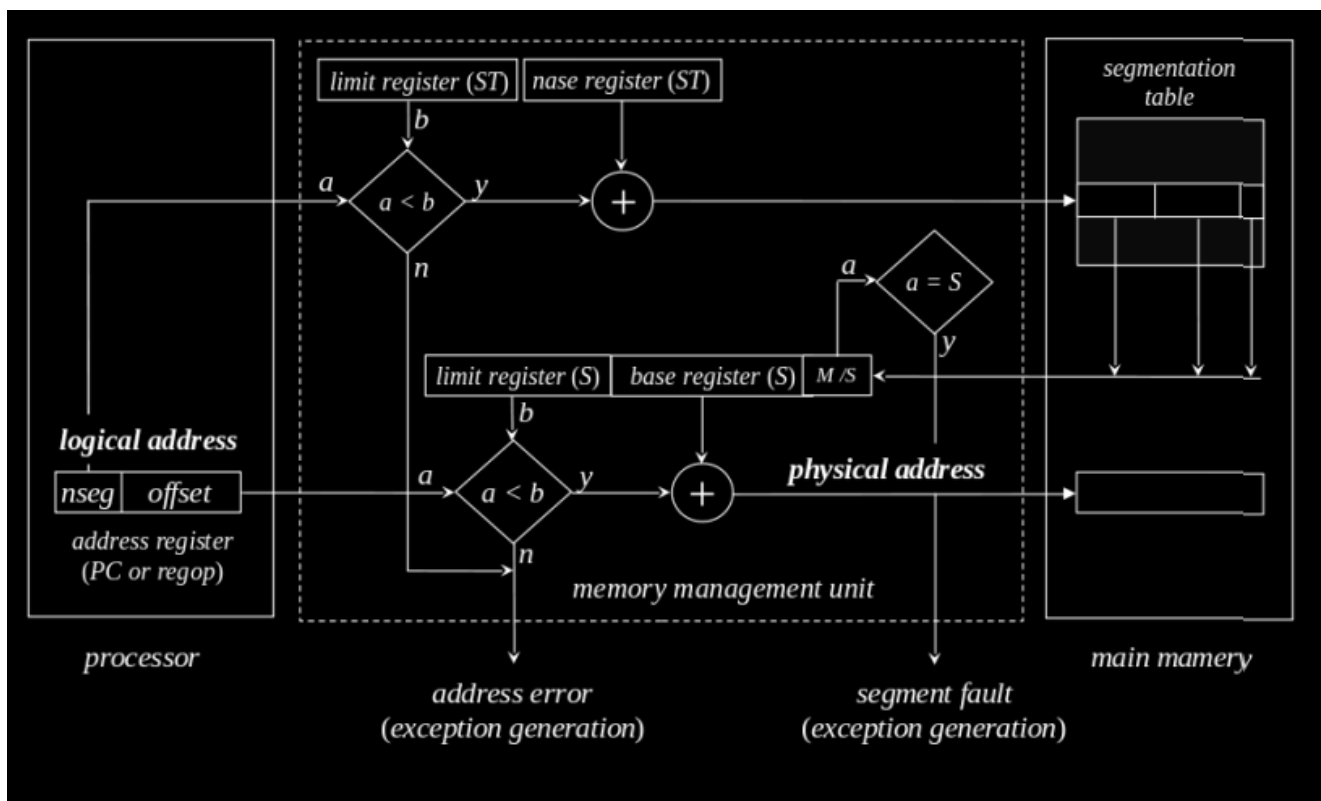 segmentation
table
limit register (ST)
nase register (ST)
b
a
a < b
y
+
n
a
a = S
y
limit register (S)
base register (S)
M /S
b
logical address
nseg
offset
a
a < b
y
+
physical address
n
address register
(PC or regop)
memory management unit
processor
main mamery
address error
(exception generation)
segment fault
(exception generation)